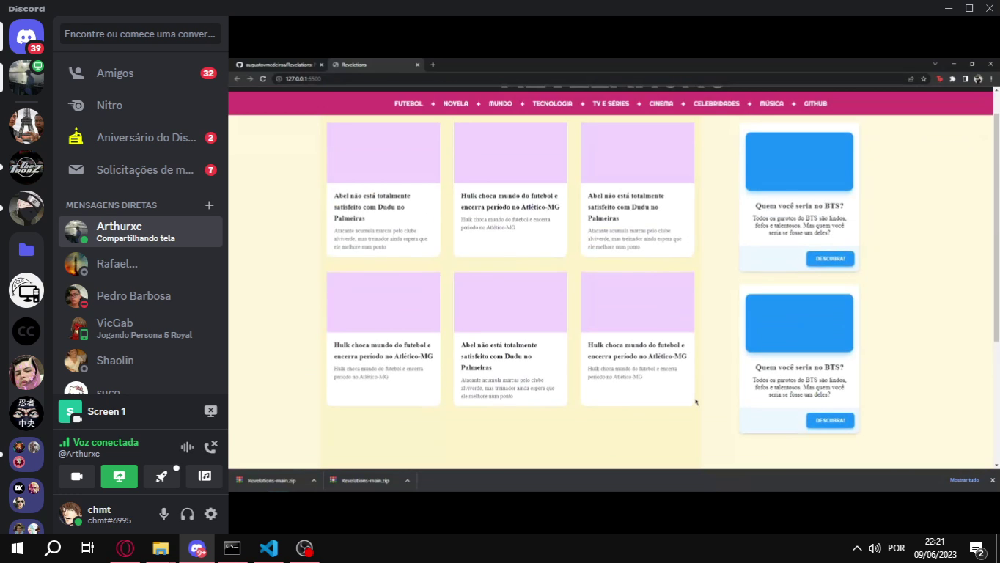 Discord
39
Encontre ou comece uma conver...
Amigos
32
Nitro
Aniversário do Dis...
2
Solicitações de m...
7
MENSAGENS DIRETAS
Arthurxc
Compartilhando tela
Rafael...
Pedro Barbosa
VicGab
Jogando Persona 5 Royal
Shaolin
suco
CC
忍者
中央
DK
S
Screen 1
Voz conectada
@Arthurxc
chmt
chmt#6995
augustovmedeiros/Revelations:
Reveletions
127.0.0.1:5500
FUTEBOL + NOVELA + MUNDO + TECNOLOGIA + TV E SÉRIES + CINEMA + CELEBRIDADES + MÚSICA + GITHUB
Abel não está totalmente
satisfeito com Dudu no
Palmeiras
Atacante acumula marcas pelo clube
alviverde, mas treinador ainda espera que
ele melhore num ponto
Hulk choca mundo do futebol e
encerra período no Atlético-MG
Hulk choca mundo do futebol e encerra
período no Atlético-MG
Abel não está totalmente
satisfeito com Dudu no
Palmeiras
Atacante acumula marcas pelo clube
alviverde, mas treinador ainda espera que
ele melhore num ponto
Quem você seria no BTS?
Todos os garotos do BTS são lindos,
fofos e talentosos. Mas quem você
seria se fosse um deles?
DESCUBRA!
Hulk choca mundo do futebol e
encerra período no Atlético-MG
Hulk choca mundo do futebol e encerra
período no Atlético-MG
Abel não está totalmente
satisfeito com Dudu no
Palmeiras
Atacante acumula marcas pelo clube
alviverde, mas treinador ainda espera que
ele melhore num ponto
Hulk choca mundo do futebol e
encerra período no Atlético-MG
Hulk choca mundo do futebol e encerra
período no Atlético-MG
Quem você seria no BTS?
Todos os garotos do BTS são lindos,
fofos e talentosos. Mas quem você
seria se fosse um deles?
DESCUBRA!
Revelations-main.zip
Revelations-main.zip
Mostrar tudo
9+
POR
22:21
09/06/2023
2